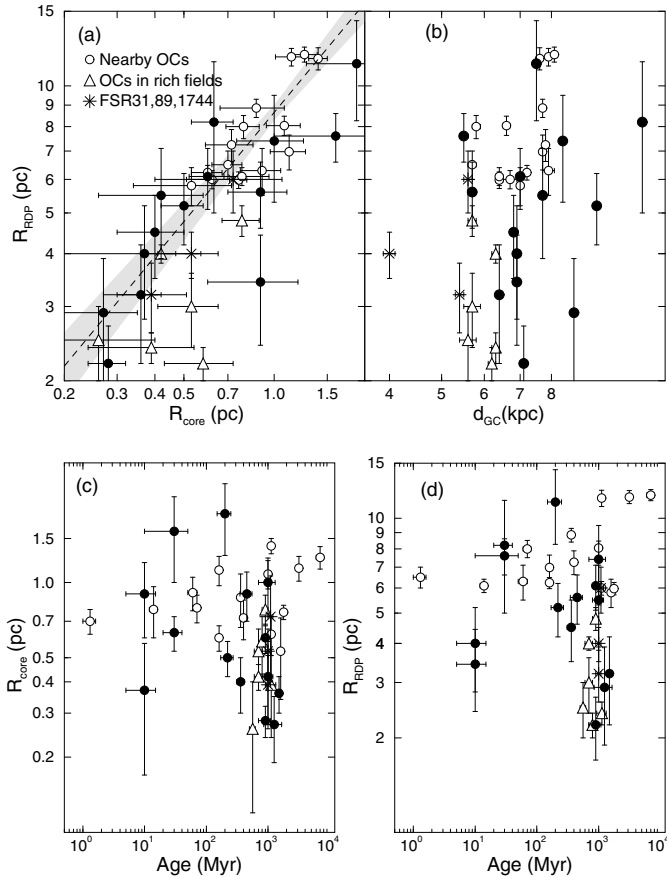 (a)
Nearby OCs
OCs in rich fields
FSR31,89,1744
(b)
15
10
9
8
7
6
5
4
3
2
R_RDP (pc)
0.2 0.3 0.4 0.5 0.7 1.0 1.5
4 5 6 7 8
R_core (pc)
d_GC(kpc)
(c)
1.5
1.0
0.7
0.5
0.4
0.3
0.2
R_core (pc)
10^0 10^1 10^2 10^3 10^4
Age (Myr)
(d)
15
10
9
8
7
6
5
4
3
2
R_RDP (pc)
10^0 10^1 10^2 10^3 10^4
Age (Myr)